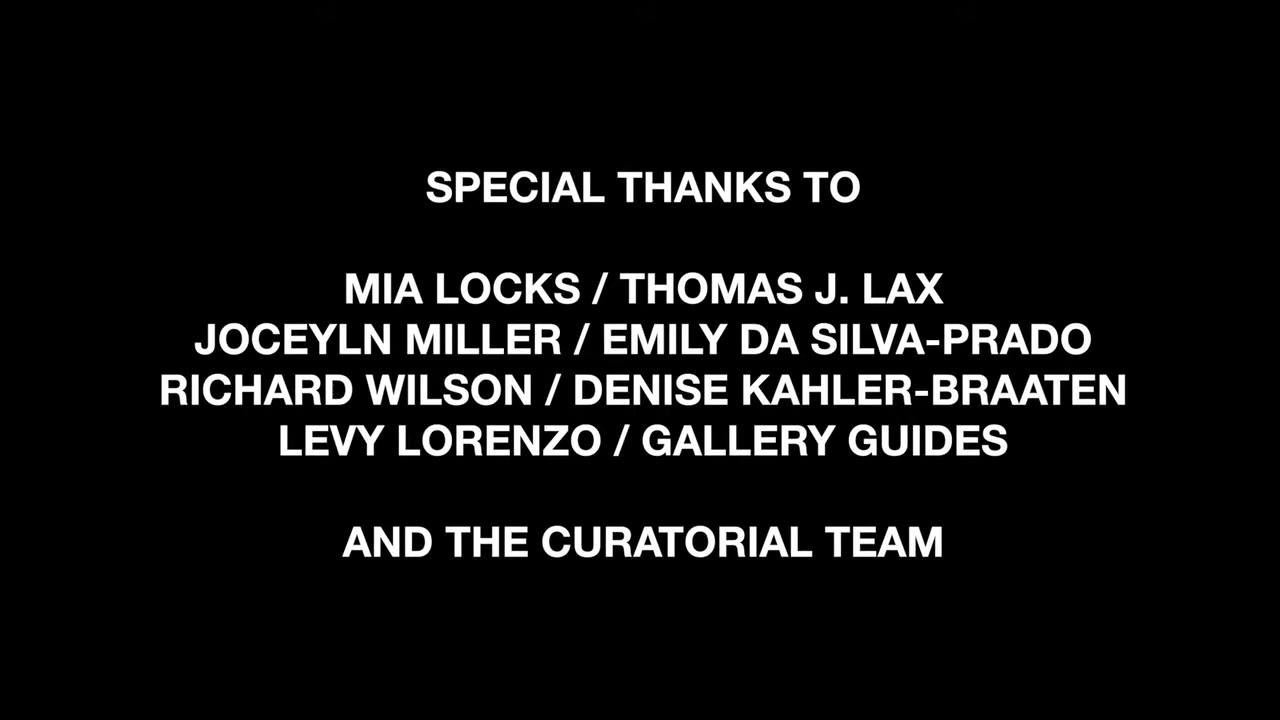 SPECIAL THANKS TO
MIA LOCKS / THOMAS J. LAX
JOCEYLN MILLER / EMILY DA SILVA-PRADO
RICHARD WILSON / DENISE KAHLER-BRAATEN
LEVY LORENZO / GALLERY GUIDES
AND THE CURATORIAL TEAM